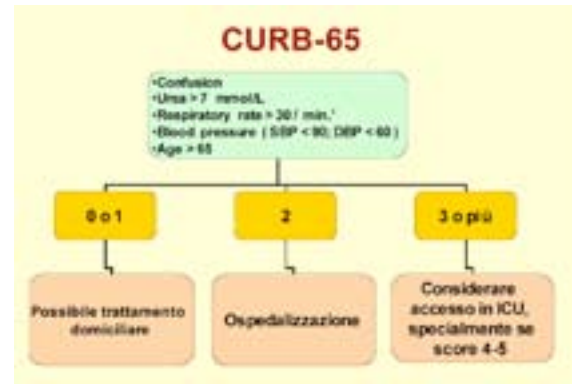 CURB-65
•Confusion
•Urea > 7 mmol/L
•Respiratory rate > 30 / min.
•Blood pressure ( SBP < 90; DBP < 60 )
•Age > 65
0 o 1
2
3 o più
Possibile trattamento
domiciliare
Ospedalizzazione
Considerare
accesso in ICU,
specialmente se
score 4-5